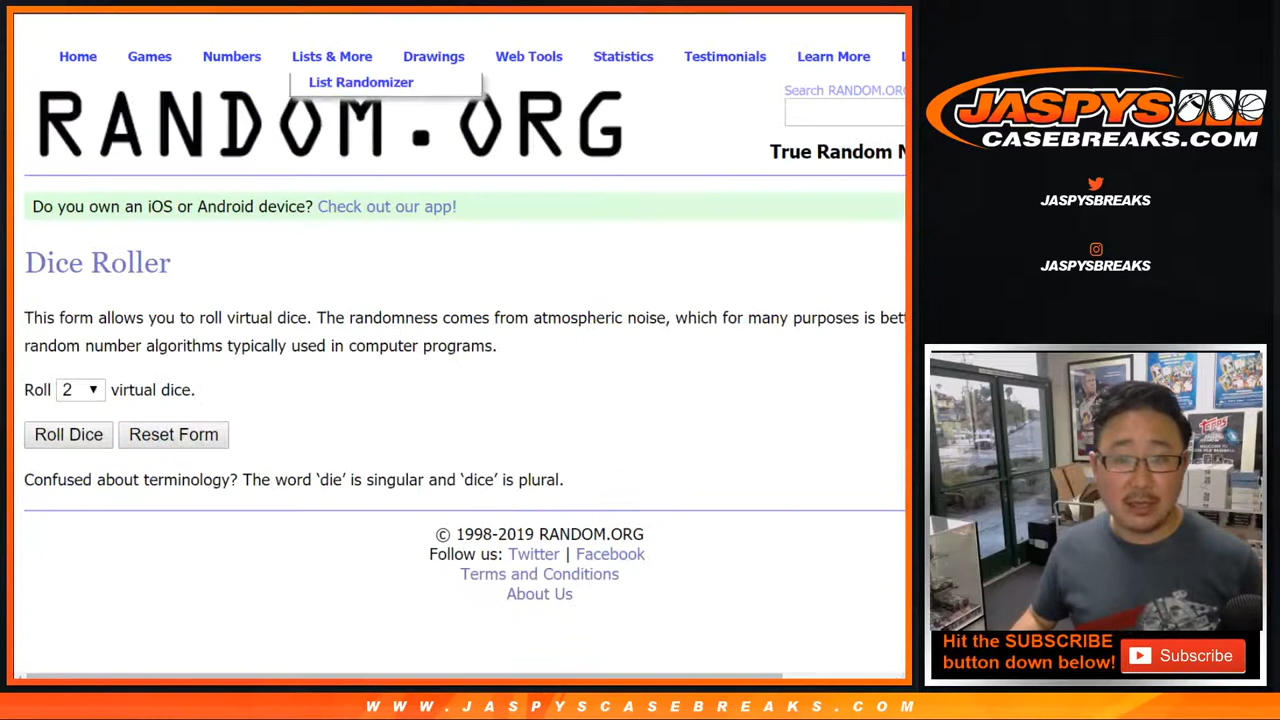 Home Games Numbers Lists & More Drawings Web Tools Statistics Testimonials Learn More
List Randomizer
RANDOM.ORG
Search RANDOM.ORG
True Random
Do you own an iOS or Android device? Check out our app!
Dice Roller
This form allows you to roll virtual dice. The randomness comes from atmospheric noise, which for many purposes is
random number algorithms typically used in computer programs.
Roll 2 virtual dice.
Roll Dice Reset Form
Confused about terminology? The word ‘die’ is singular and ‘dice’ is plural.
© 1998-2019 RANDOM.ORG
Follow us: Twitter | Facebook
Terms and Conditions
About Us
JASPYS
CASEBREAKS.COM
JASPYSBREAKS
JASPYSBREAKS
TOPPS
Hit the SUBSCRIBE
button down below!
Subscribe
WWW.JASPYSCASEBREAKS.COM